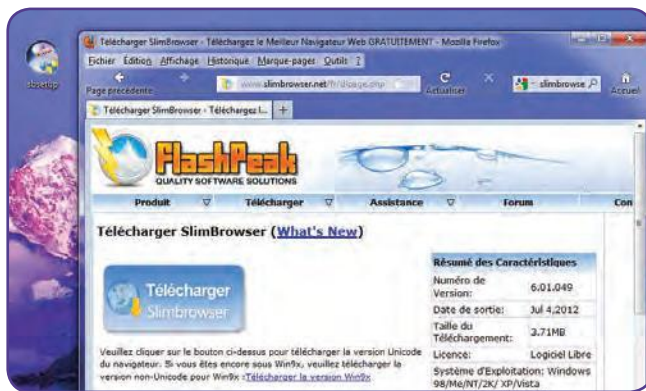 sbsetup
Télécharger SlimBrowser - Téléchargez le Meilleur Navigateur Web GRATUITEMENT - Mozilla Firefox
Fichier Édition Affichage Historique Marque-pages Outils ?
Page précédente
www.slimbrowser.net/fr/dlpage.php
Actualiser
slimbrowse
Accueil
Télécharger SlimBrowser - Téléchargez l... +
FlashPeak
QUALITY SOFTWARE SOLUTIONS
Produit Télécharger Assistance Forum Con
Télécharger SlimBrowser (What's New)
Télécharger
Slimbrowser
Veuillez cliquer sur le bouton ci-dessus pour télécharger la version Unicode
du navigateur. Si vous êtes encore sous Win9x, veuillez télécharger la
version non-Unicode pour Win9x :Télécharger la version Win9x
Résumé des Caractéristiques
Numéro de
Version: 6.01.049
Date de sortie: Jul 4,2012
Taille du
Téléchargement: 3.71MB
Licence: Logiciel Libre
Système d'Exploitation: Windows
98/Me/NT/2K/ XP/Vista